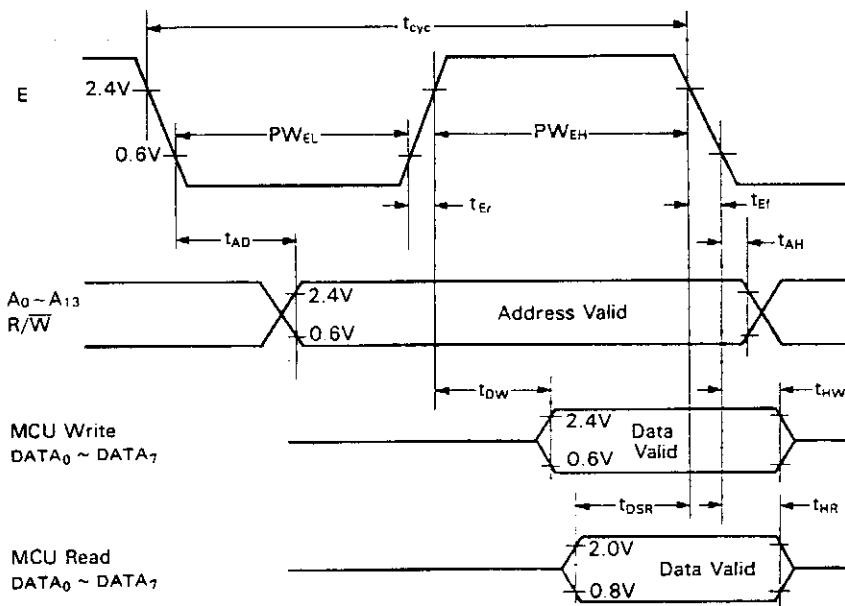 tcyc
E
2.4V
PWEL
PWEH
0.6V
tEr
tEf
tAD
tAH
A0 ~ A13
R/W̅
2.4V
Address Valid
0.6V
tDW
tHW
MCU Write
DATA0 ~ DATA7
2.4V
Data
Valid
0.6V
tDSR
tHR
MCU Read
DATA0 ~ DATA7
2.0V
Data Valid
0.8V